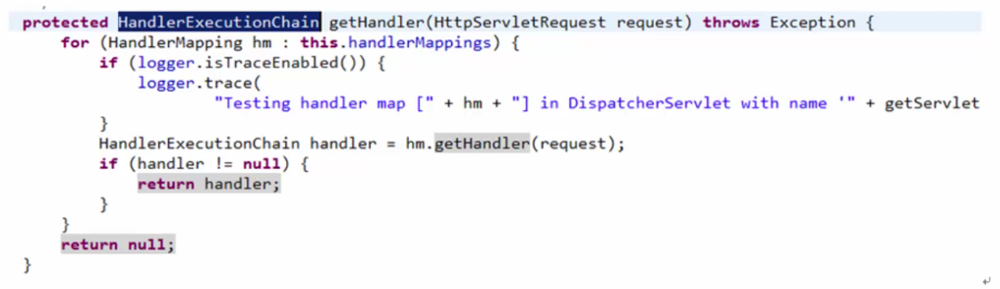 protected HandlerExecutionChain getHandler(HttpServletRequest request) throws Exception {
    for (HandlerMapping hm : this.handlerMappings) {
        if (logger.isTraceEnabled()) {
            logger.trace(
                    "Testing handler map [" + hm + "] in DispatcherServlet with name '" + getServlet
        }
        HandlerExecutionChain handler = hm.getHandler(request);
        if (handler != null) {
            return handler;
        }
    }
    return null;
}